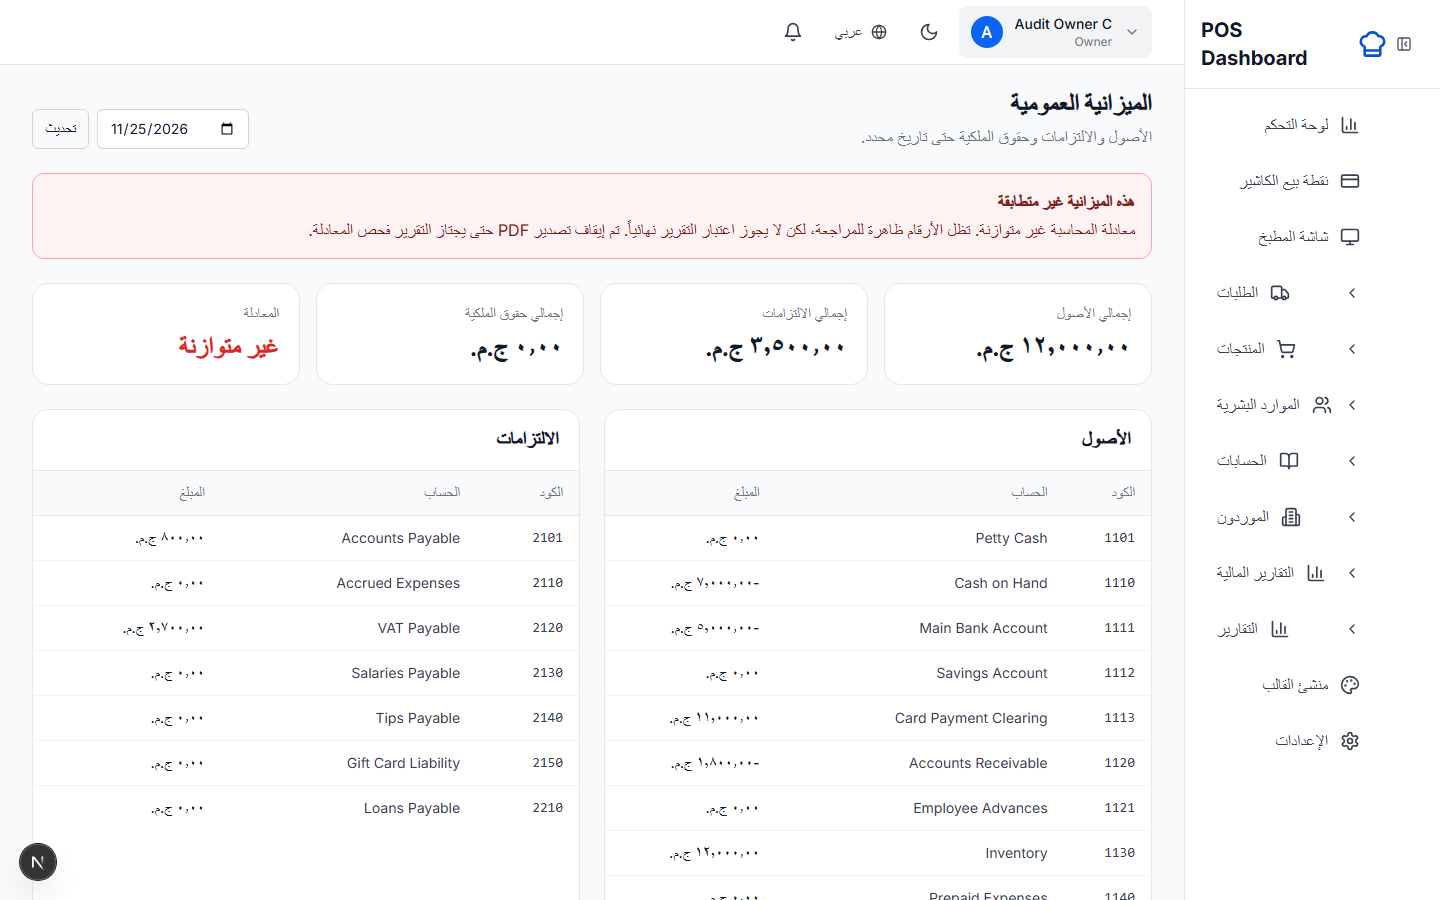 POS
Dashboard
لوحة التحكم
نقطة بيع الكاشير
شاشة المطبخ
الطلبات
المنتجات
الموارد البشرية
الحسابات
الموردون
التقارير المالية
التقارير
منشئ القالب
الإعدادات
Audit Owner C
Owner
A
عربي
الميزانية العمومية
الأصول والالتزامات وحقوق الملكية حتى تاريخ محدد.
11/25/2026
تحديث
هذه الميزانية غير متطابقة
معادلة المحاسبة غير متوازنة. تظل الأرقام ظاهرة للمراجعة، لكن لا يجوز اعتبار التقرير نهائياً. تم إيقاف تصدير PDF حتى يجتاز التقرير فحص المعادلة.
إجمالي الأصول
١٢,٠٠٠,٠٠ ج.م.
إجمالي الالتزامات
٣,٥٠٠,٠٠ ج.م.
إجمالي حقوق الملكية
٠,٠٠ ج.م.
المعادلة
غير متوازنة
الأصول
الكود الحساب المبلغ
1101 Petty Cash ٠,٠٠ ج.م.
1110 Cash on Hand -٧,٠٠٠,٠٠ ج.م.
1111 Main Bank Account -٥,٠٠٠,٠٠ ج.م.
1112 Savings Account ٠,٠٠ ج.م.
1113 Card Payment Clearing ١١,٠٠٠,٠٠ ج.م.
1120 Accounts Receivable -١,٨٠٠,٠٠ ج.م.
1121 Employee Advances ٠,٠٠ ج.م.
1130 Inventory ١٢,٠٠٠,٠٠ ج.م.
1140 Prepaid Expenses ٠,٠٠ ج.م.
الالتزامات
الكود الحساب المبلغ
2101 Accounts Payable ٨٠٠,٠٠ ج.م.
2110 Accrued Expenses ٠,٠٠ ج.م.
2120 VAT Payable ٢,٧٠٠,٠٠ ج.م.
2130 Salaries Payable ٠,٠٠ ج.م.
2140 Tips Payable ٠,٠٠ ج.م.
2150 Gift Card Liability ٠,٠٠ ج.م.
2210 Loans Payable ٠,٠٠ ج.م.
N